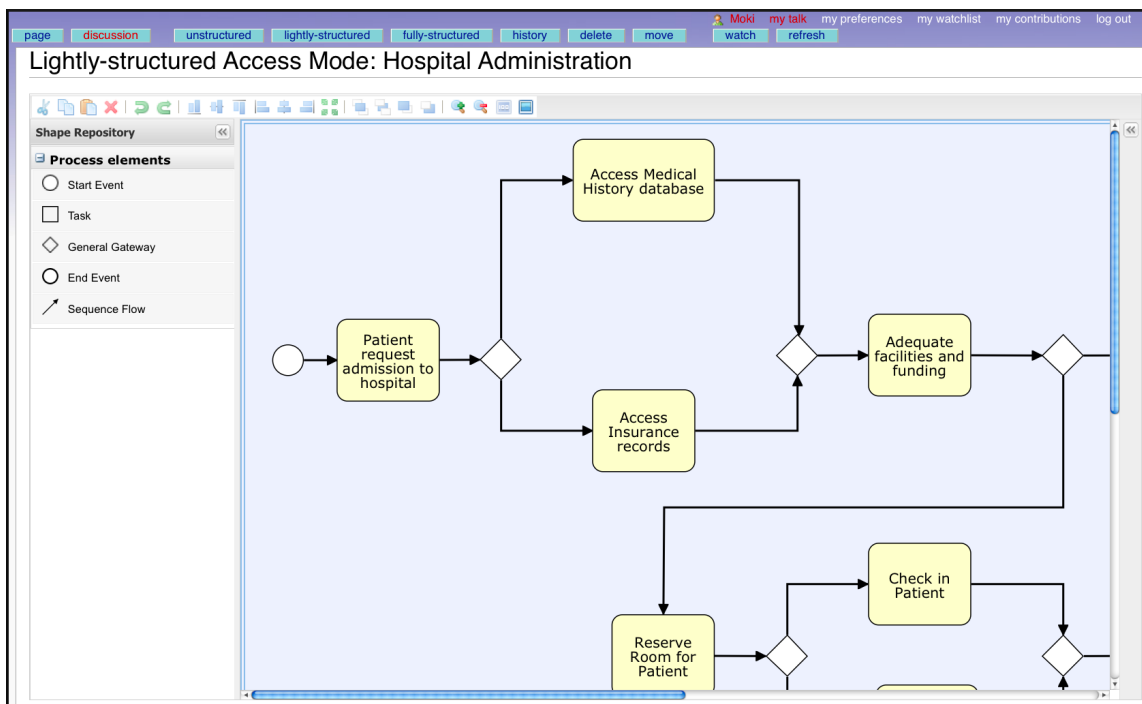 Moki my talk my preferences my watchlist my contributions log out
page discussion unstructured lightly-structured fully-structured history delete move watch refresh
Lightly-structured Access Mode: Hospital Administration
Shape Repository
Process elements
Start Event
Task
General Gateway
End Event
Sequence Flow
Access Medical
History database
Patient
request
admission to
hospital
Adequate
facilities and
funding
Access
Insurance
records
Check in
Patient
Reserve
Room for
Patient